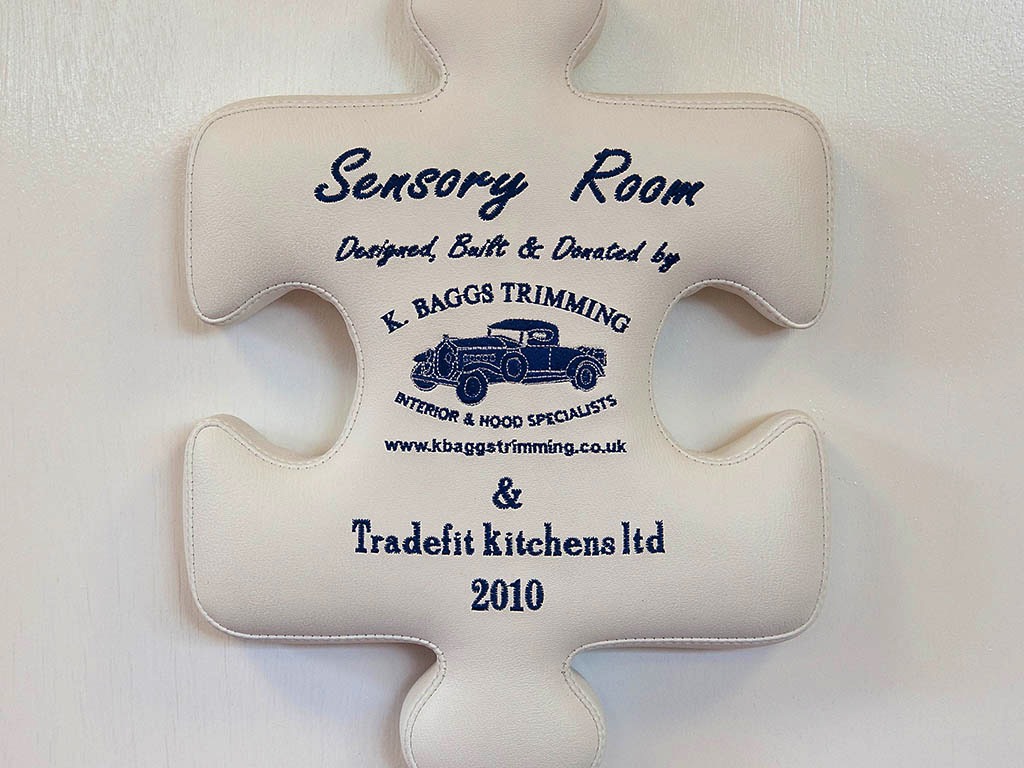 Sensory Room
Designed, Built & Donated by
K. BAGGS TRIMMING
INTERIOR & HOOD SPECIALISTS
www.kbaggstrimming.co.uk
&
Tradefit kitchens ltd
2010